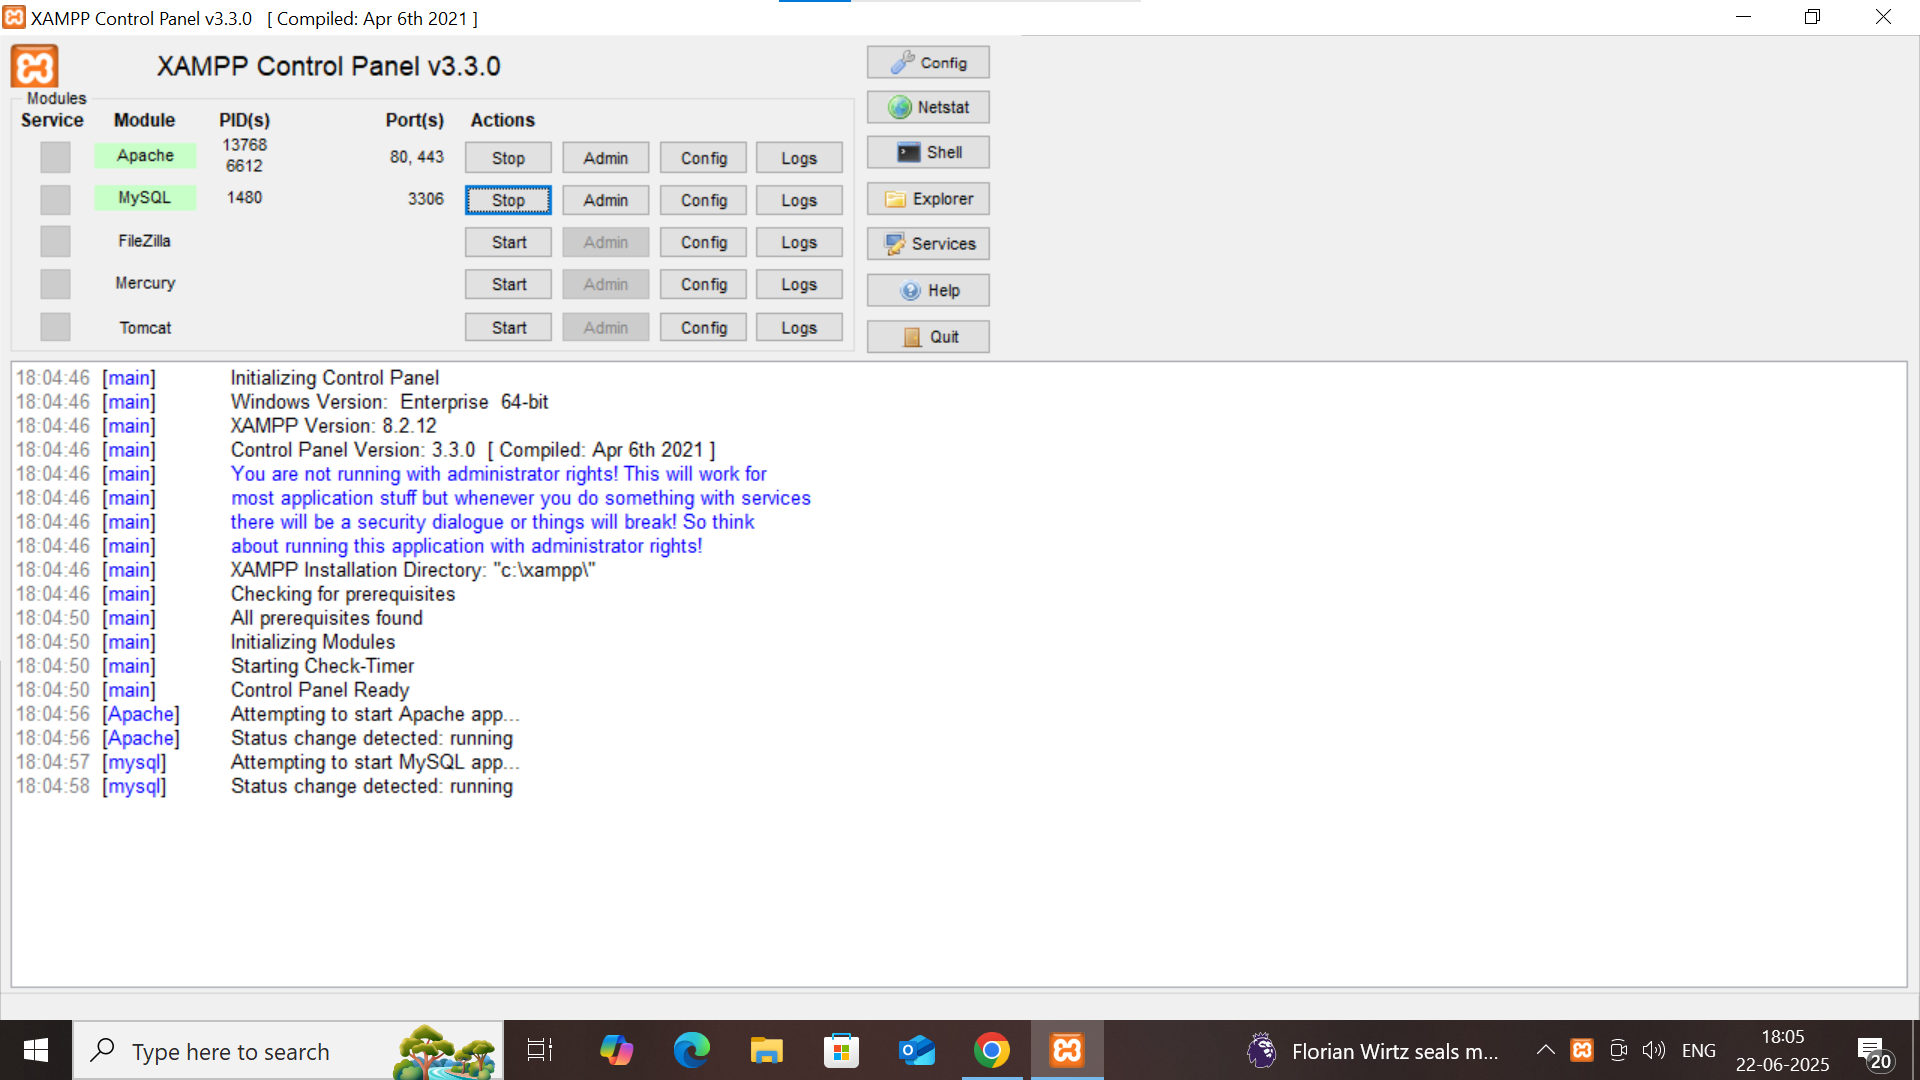 XAMPP Control Panel v3.3.0 [ Compiled: Apr 6th 2021 ]
XAMPP Control Panel v3.3.0
Config
Modules
Service Module PID(s) Port(s) Actions
Netstat
Apache 13768 6612 80, 443 Stop Admin Config Logs
Shell
MySQL 1480 3306 Stop Admin Config Logs
Explorer
FileZilla Start Admin Config Logs
Services
Mercury Start Admin Config Logs
Help
Tomcat Start Admin Config Logs
Quit
18:04:46 [main] Initializing Control Panel
18:04:46 [main] Windows Version: Enterprise 64-bit
18:04:46 [main] XAMPP Version: 8.2.12
18:04:46 [main] Control Panel Version: 3.3.0 [ Compiled: Apr 6th 2021 ]
18:04:46 [main] You are not running with administrator rights! This will work for
18:04:46 [main] most application stuff but whenever you do something with services
18:04:46 [main] there will be a security dialogue or things will break! So think
18:04:46 [main] about running this application with administrator rights!
18:04:46 [main] XAMPP Installation Directory: "c:\xampp\"
18:04:46 [main] Checking for prerequisites
18:04:50 [main] All prerequisites found
18:04:50 [main] Initializing Modules
18:04:50 [main] Starting Check-Timer
18:04:50 [main] Control Panel Ready
18:04:56 [Apache] Attempting to start Apache app...
18:04:56 [Apache] Status change detected: running
18:04:57 [mysql] Attempting to start MySQL app...
18:04:58 [mysql] Status change detected: running
Type here to search
Florian Wirtz seals m...
ENG
18:05
22-06-2025
20